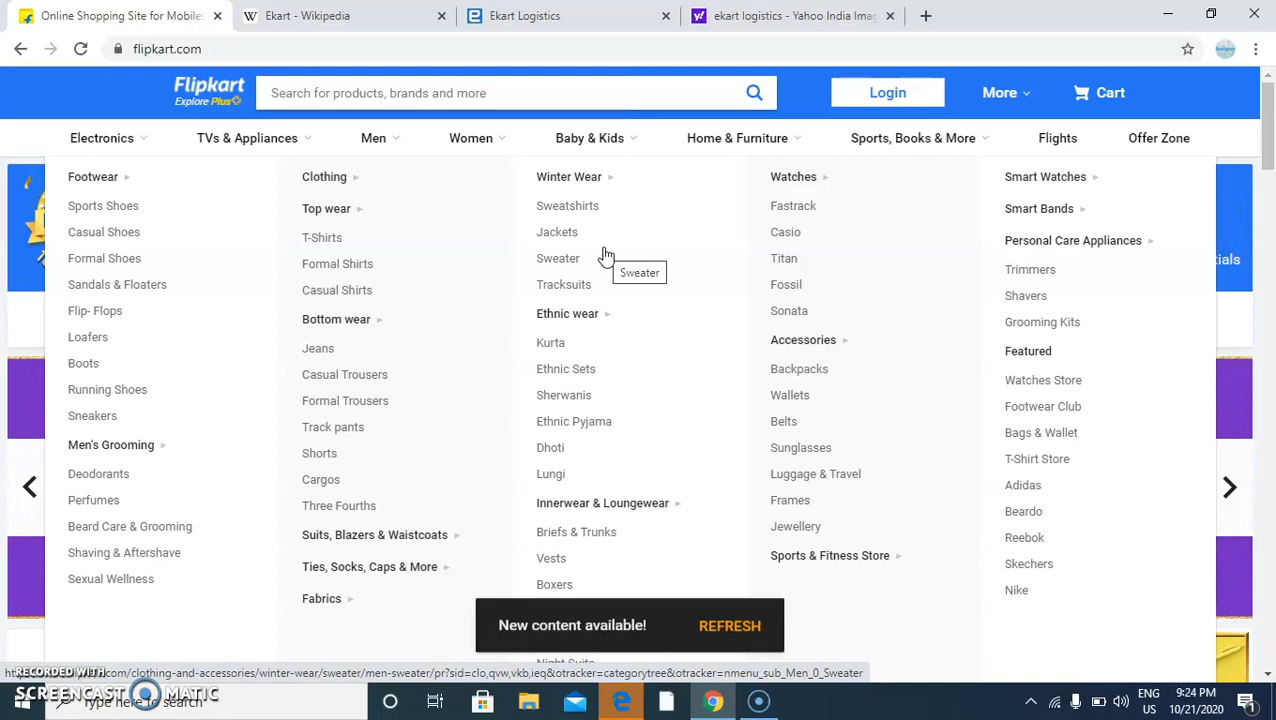 Online Shopping Site for Mobiles
Ekart - Wikipedia
Ekart Logistics
ekart logistics - Yahoo India Imag
flipkart.com
Flipkart
Explore Plus
Search for products, brands and more
Login
More
Cart
Electronics
TVs & Appliances
Men
Women
Baby & Kids
Home & Furniture
Sports, Books & More
Flights
Offer Zone
Footwear
Sports Shoes
Casual Shoes
Formal Shoes
Sandals & Floaters
Flip- Flops
Loafers
Boots
Running Shoes
Sneakers
Men's Grooming
Deodorants
Perfumes
Beard Care & Grooming
Shaving & Aftershave
Sexual Wellness
Clothing
Top wear
T-Shirts
Formal Shirts
Casual Shirts
Bottom wear
Jeans
Casual Trousers
Formal Trousers
Track pants
Shorts
Cargos
Three Fourths
Suits, Blazers & Waistcoats
Ties, Socks, Caps & More
Fabrics
Winter Wear
Sweatshirts
Jackets
Sweater
Sweater
Tracksuits
Ethnic wear
Kurta
Ethnic Sets
Sherwanis
Ethnic Pyjama
Dhoti
Lungi
Innerwear & Loungewear
Briefs & Trunks
Vests
Boxers
Night Suits
Watches
Fastrack
Casio
Titan
Fossil
Sonata
Accessories
Backpacks
Wallets
Belts
Sunglasses
Luggage & Travel
Frames
Jewellery
Sports & Fitness Store
Smart Watches
Smart Bands
Personal Care Appliances
Trimmers
Shavers
Grooming Kits
Featured
Watches Store
Footwear Club
Bags & Wallet
T-Shirt Store
Adidas
Beardo
Reebok
Skechers
Nike
New content available!
REFRESH
com/clothing-and-accessories/winter-wear/sweater/men-sweater/pr?sid=clo,qvw,vkb,ieq&otracker=categorytree&otracker=nmenu_sub_Men_0_Sweater
RECORDED WITH
SCREENCAST MATIC
Type here to search
ENG
US
9:24 PM
10/21/2020
1